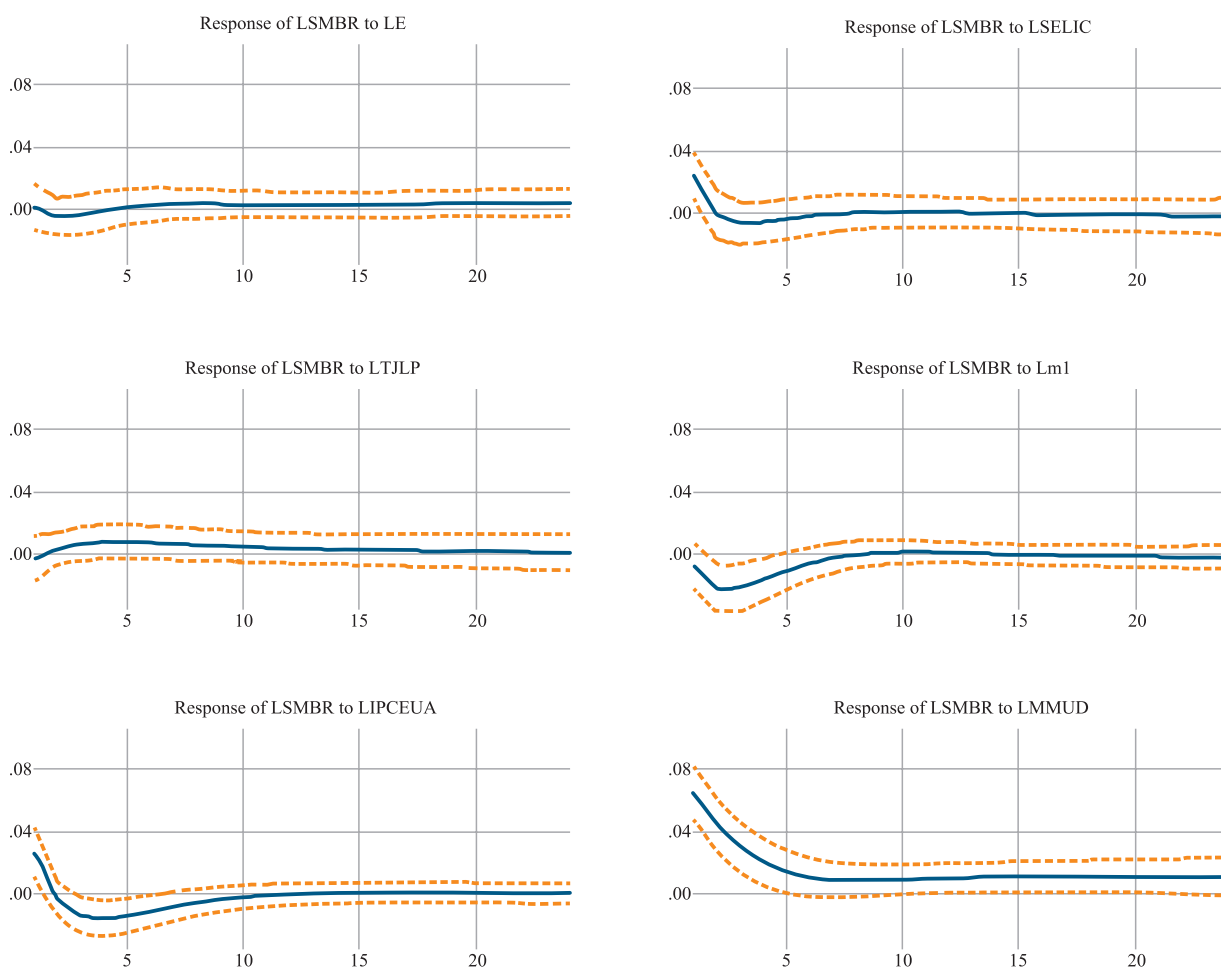 Response of LSMBR to LE
.08
.04
.00
5 10 15 20
Response of LSMBR to LSELIC
.08
.04
.00
5 10 15 20
Response of LSMBR to LTJLP
.08
.04
.00
5 10 15 20
Response of LSMBR to Lm1
.08
.04
.00
5 10 15 20
Response of LSMBR to LIPCEUA
.08
.04
.00
5 10 15 20
Response of LSMBR to LMMUD
.08
.04
.00
5 10 15 20